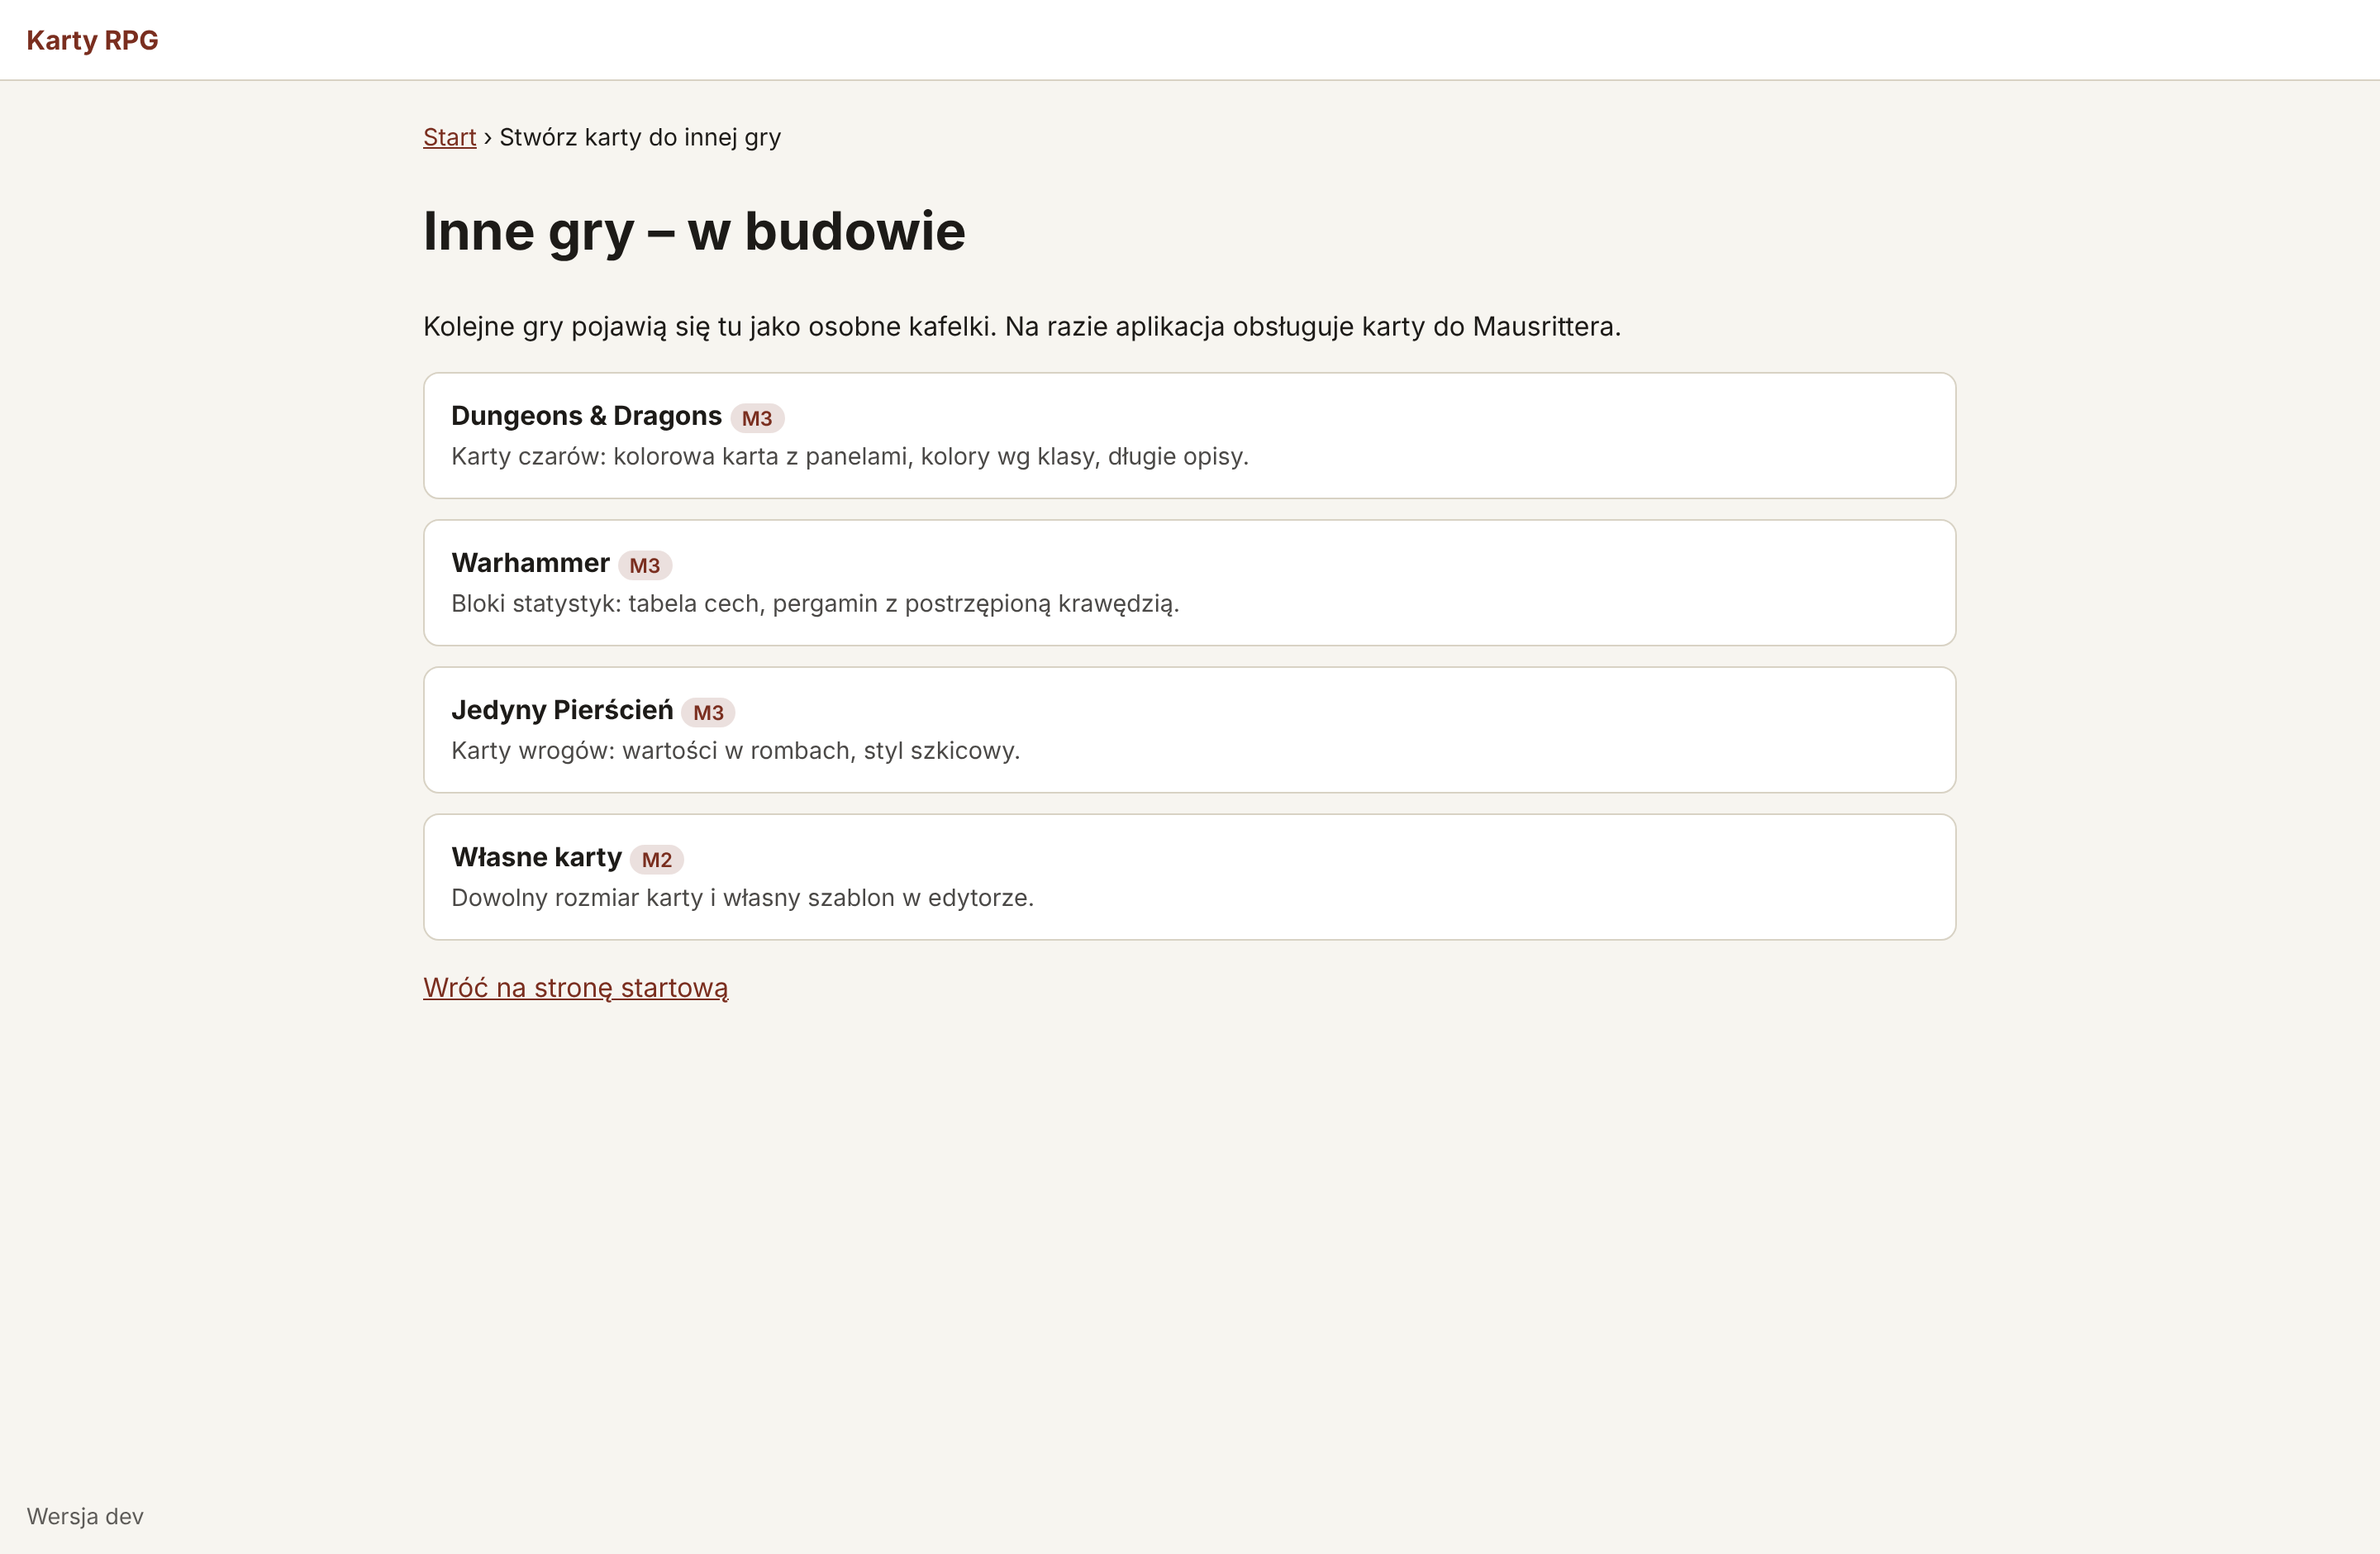 Karty RPG
Start › Stwórz karty do innej gry
Inne gry – w budowie
Kolejne gry pojawią się tu jako osobne kafelki. Na razie aplikacja obsługuje karty do Mausrittera.
Dungeons & Dragons M3
Karty czarów: kolorowa karta z panelami, kolory wg klasy, długie opisy.
Warhammer M3
Bloki statystyk: tabela cech, pergamin z postrzępioną krawędzią.
Jedyny Pierścień M3
Karty wrogów: wartości w rombach, styl szkicowy.
Własne karty M2
Dowolny rozmiar karty i własny szablon w edytorze.
Wróć na stronę startową
Wersja dev